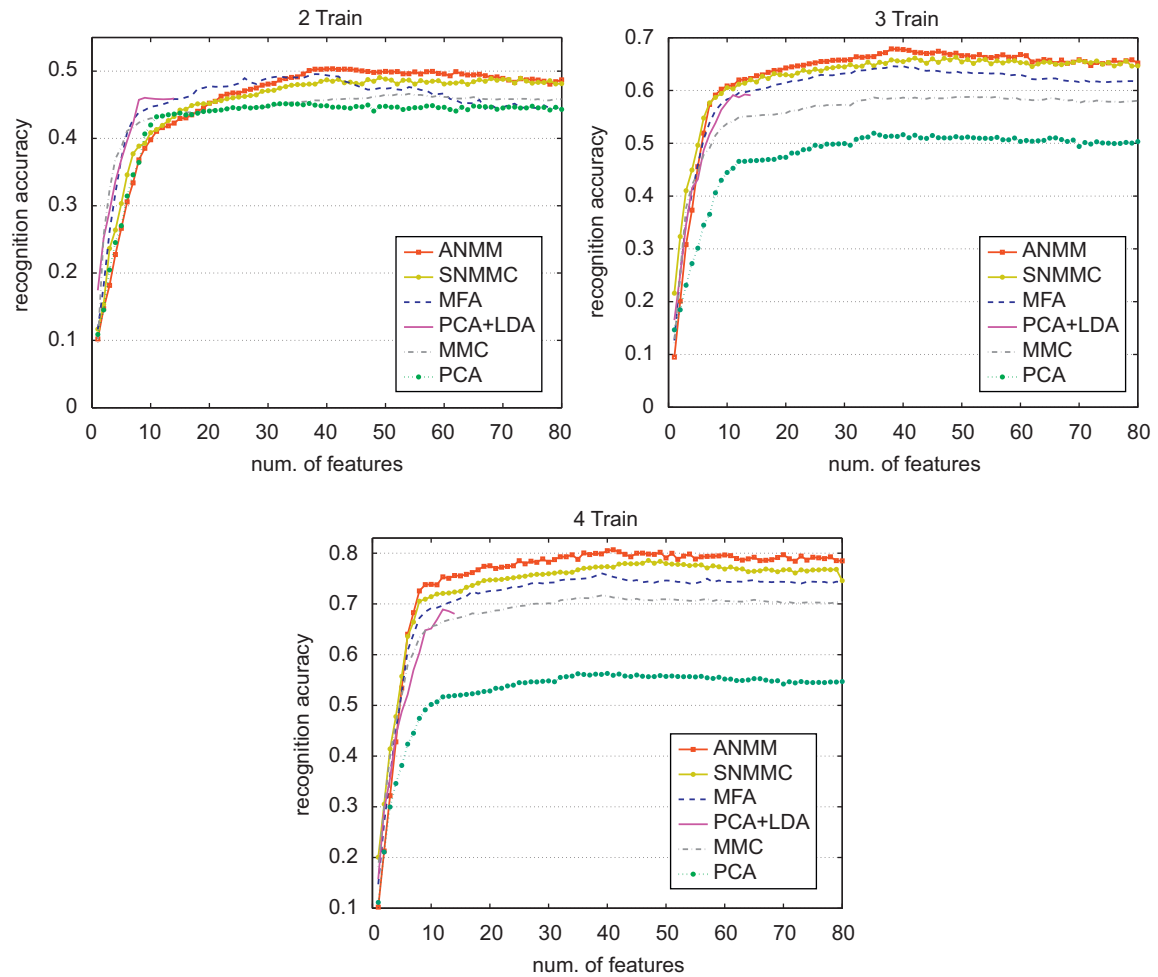 2 Train
recognition accuracy
0.5
0.4
0.3
0.2
0.1
0
ANMM
SNMMC
MFA
PCA+LDA
MMC
PCA
0 10 20 30 40 50 60 70 80
num. of features
3 Train
recognition accuracy
0.7
0.6
0.5
0.4
0.3
0.2
0.1
0
ANMM
SNMMC
MFA
PCA+LDA
MMC
PCA
0 10 20 30 40 50 60 70 80
num. of features
4 Train
recognition acuracy
0.8
0.7
0.6
0.5
0.4
0.3
0.2
0.1
ANMM
SNMMC
MFA
PCA+LDA
MMC
PCA
0 10 20 30 40 50 60 70 80
num. of features